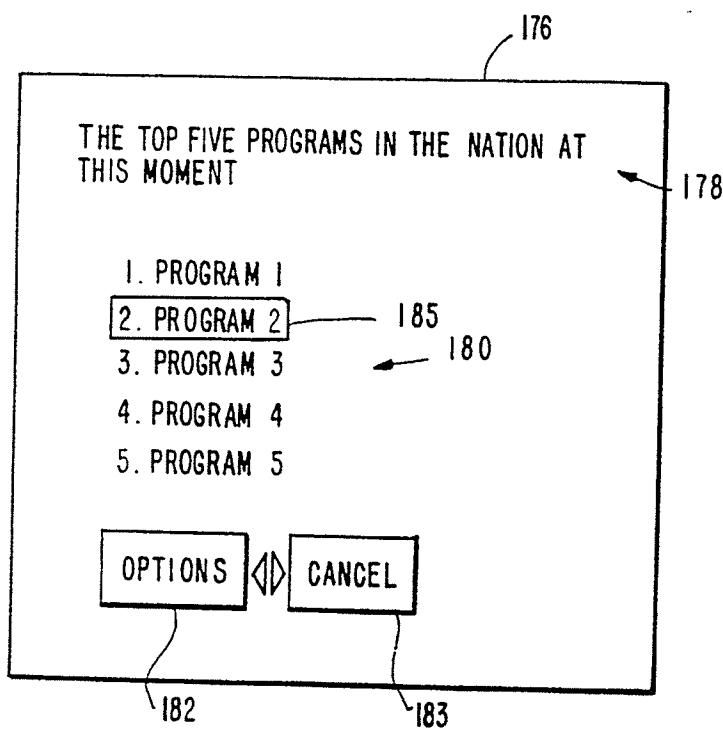 176
THE TOP FIVE PROGRAMS IN THE NATION AT
THIS MOMENT
178
1. PROGRAM 1
2. PROGRAM 2
185
3. PROGRAM 3
180
4. PROGRAM 4
5. PROGRAM 5
OPTIONS
CANCEL
182
183